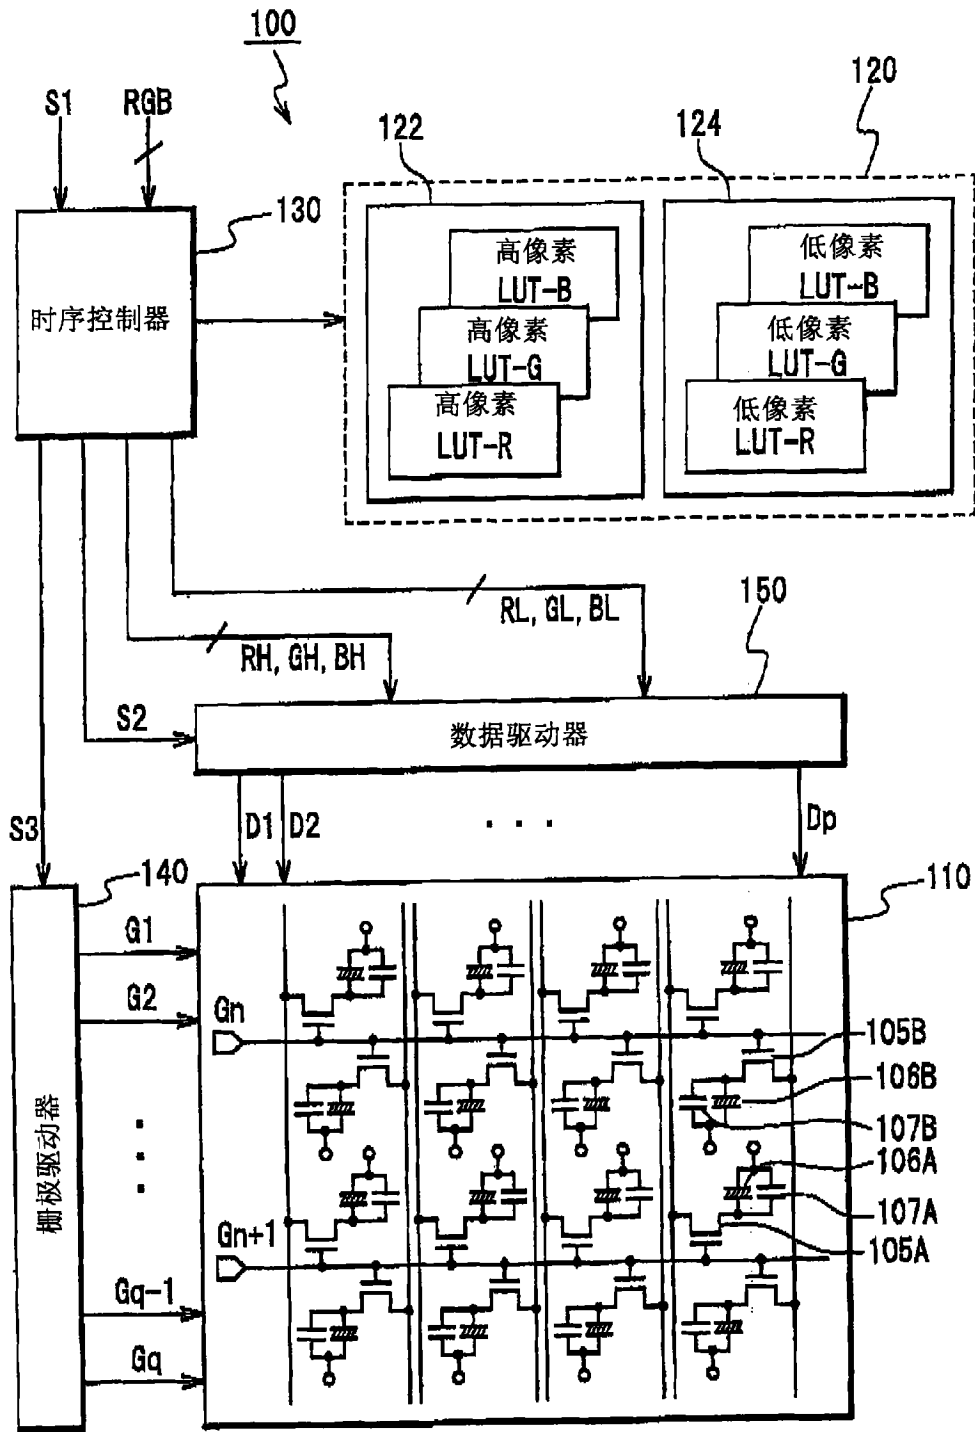 100
S1
RGB
120
122
124
130
高像素
LUT-B
高像素
LUT-G
高像素
LUT-R
低像素
LUT-B
低像素
LUT-G
低像素
LUT-R
时序控制器
RL, GL, BL
RH, GH, BH
150
S2
数据驱动器
S3
D1
D2
. . .
Dp
140
110
G1
G2
Gn
105B
106B
107B
106A
107A
105A
栅极驱动器
Gn+1
Gq-1
Gq